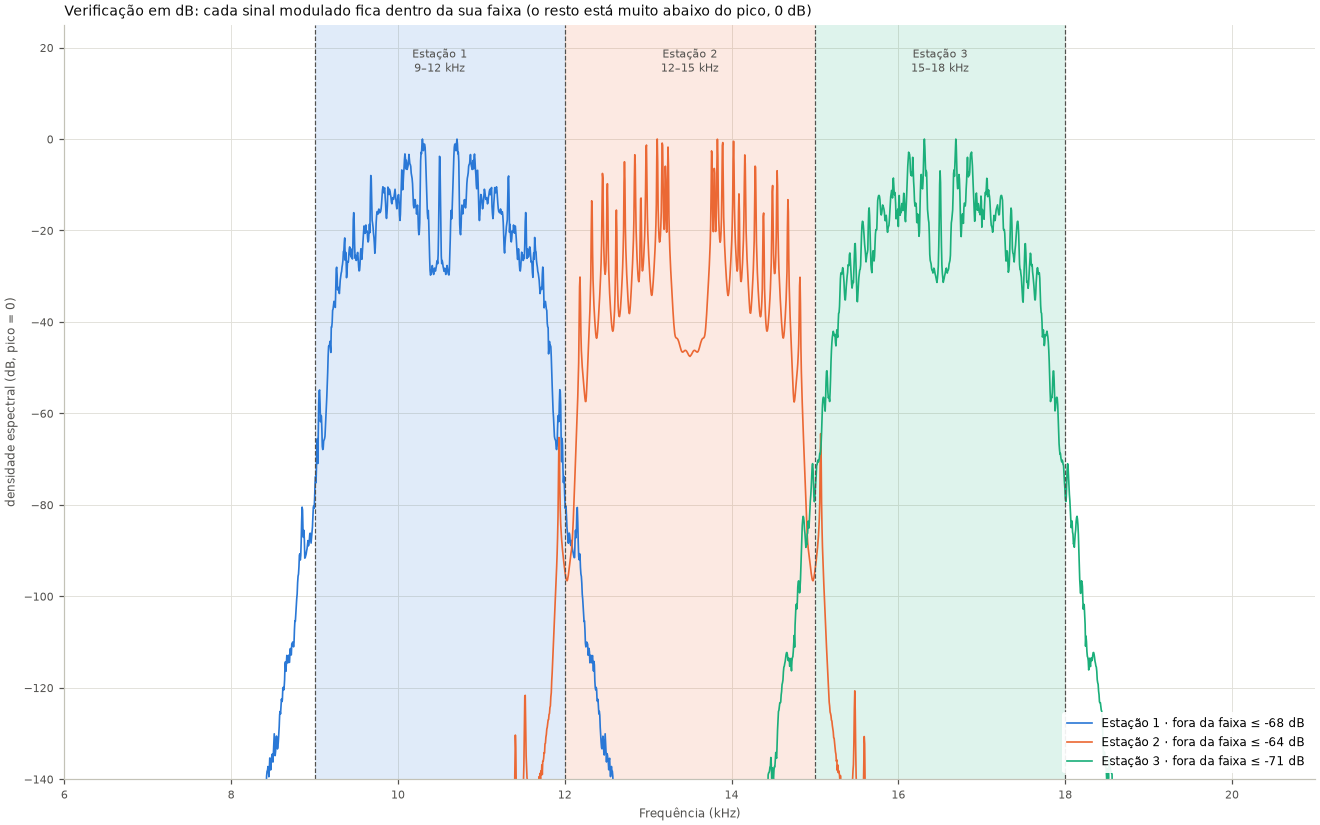 Verificação em dB: cada sinal modulado fica dentro da sua faixa (o resto está muito abaixo do pico, 0 dB)
Estação 1
9–12 kHz
Estação 2
12–15 kHz
Estação 3
15–18 kHz
densidade espectral (dB, pico = 0)
20
0
−20
−40
−60
−80
−100
−120
−140
6
8
10
12
14
16
18
20
Frequência (kHz)
Estação 1 · fora da faixa ≤ -68 dB
Estação 2 · fora da faixa ≤ -64 dB
Estação 3 · fora da faixa ≤ -71 dB